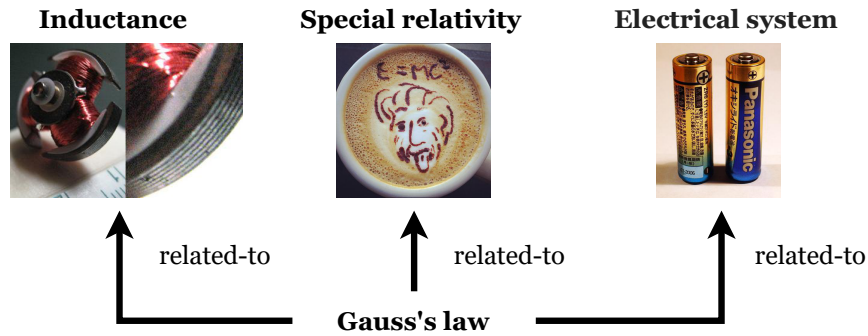 Inductance
Special relativity
Electrical system
E=MC²
Panasonic
related-to
related-to
related-to
Gauss's law